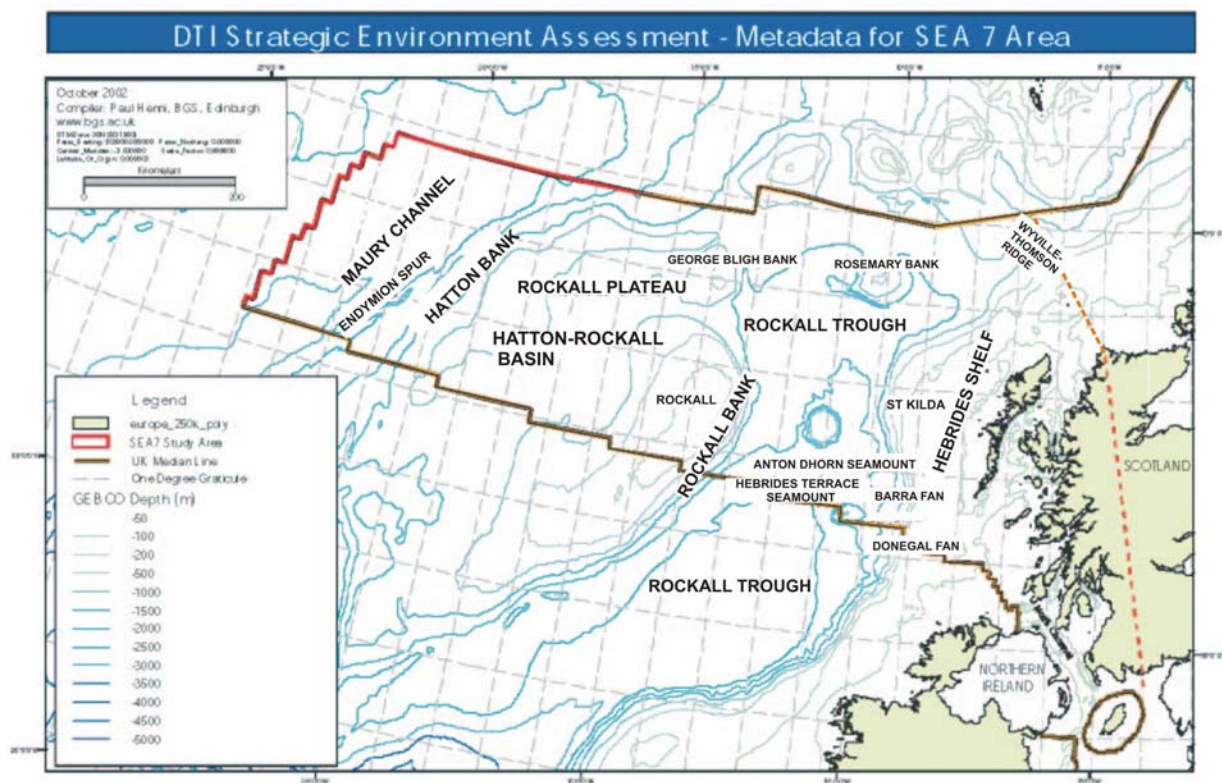 DTI Strategic Environment Assessment - Metadata for SEA 7 Area
October 2002
Compiler: Paul Henni, BGS, Edinburgh
www.bgs.ac.uk
Kilometers
0 200
MAURY CHANNEL
ENDYMION SPUR
HATTON BANK
GEORGE BLIGH BANK
ROSEMARY BANK
WYVILLE-
THOMSON
RIDGE
ROCKALL PLATEAU
ROCKALL TROUGH
HATTON-ROCKALL
BASIN
HEBRIDES SHELF
ROCKALL
ROCKALL BANK
ST KILDA
SCOTLAND
ANTON DHORN SEAMOUNT
HEBRIDES TERRACE
SEAMOUNT
BARRA FAN
DONEGAL FAN
ROCKALL TROUGH
NORTHERN
IRELAND
Legend
europe_250k_poly
SEA7 Study Area
UK Median Line
One Degree Graticule
GEBCO Depth (m)
-50
-100
-200
-500
-1000
-1500
-2000
-2500
-3000
-3500
-4000
-4500
-5000